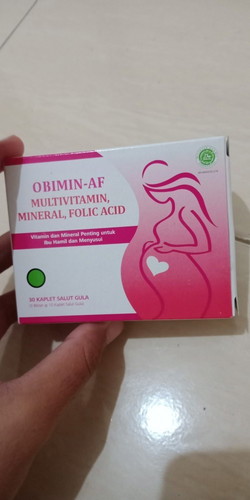 OBIMIN-AF
MULTIVITAMIN,
MINERAL, FOLIC ACID
Vitamin dan Mineral Penting untuk
Ibu Hamil dan Menyusui
30 KAPLET SALUT GULA